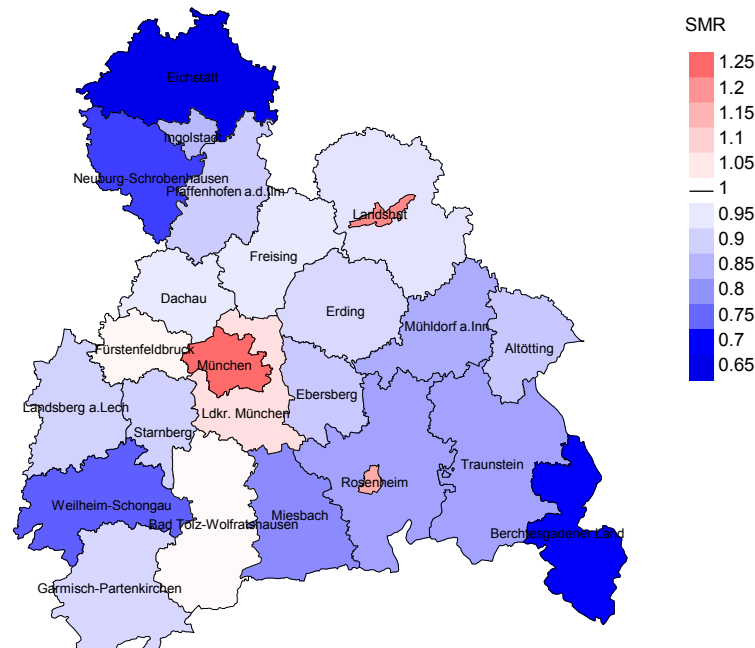 SMR
1.25
1.2
1.15
1.1
1.05
1
0.95
0.9
0.85
0.8
0.75
0.7
0.65
Eichstätt
Ingolstadt
Neuburg-Schrobenhausen
Pfaffenhofen a.d.Ilm
Landshut
Freising
Dachau
Erding
Mühldorf a.Inn
Altötting
Fürstenfeldbruck
München
Ebersberg
Landsberg a.Lech
Ldkr. München
Starnberg
Traunstein
Rosenheim
Weilheim-Schongau
Miesbach
Bad Tölz-Wolfratshausen
Berchtesgadener Land
Garmisch-Partenkirchen